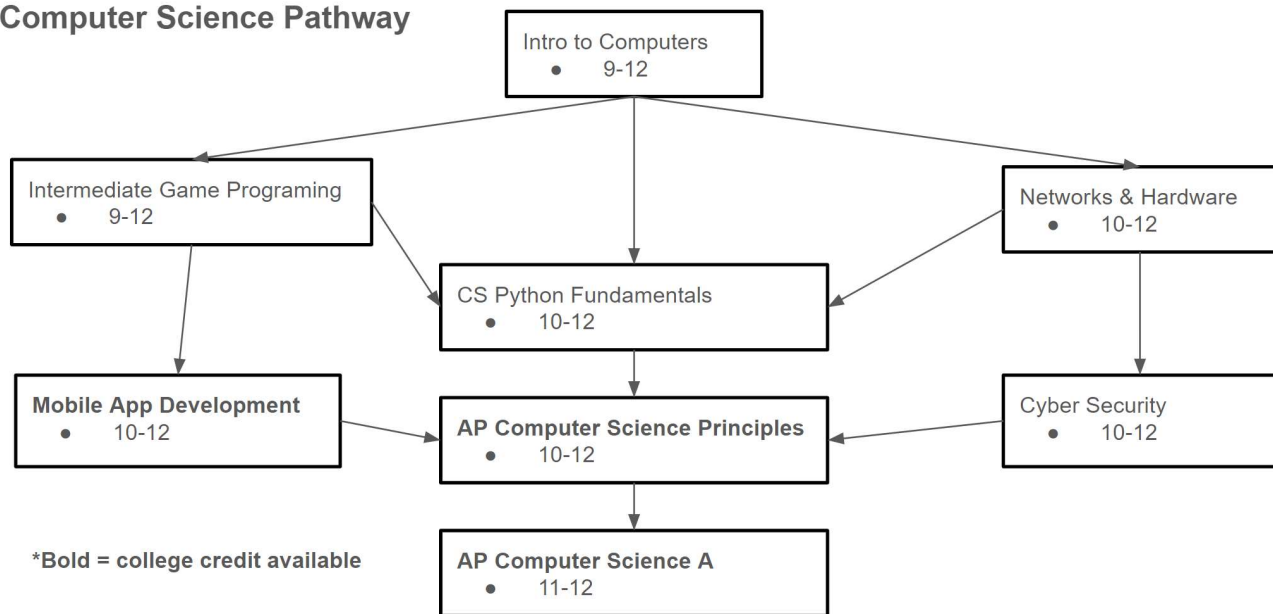 Computer Science Pathway
Intro to Computers
● 9-12
Intermediate Game Programing
● 9-12
Networks & Hardware
● 10-12
CS Python Fundamentals
● 10-12
Mobile App Development
● 10-12
AP Computer Science Principles
● 10-12
Cyber Security
● 10-12
*Bold = college credit available
AP Computer Science A
● 11-12